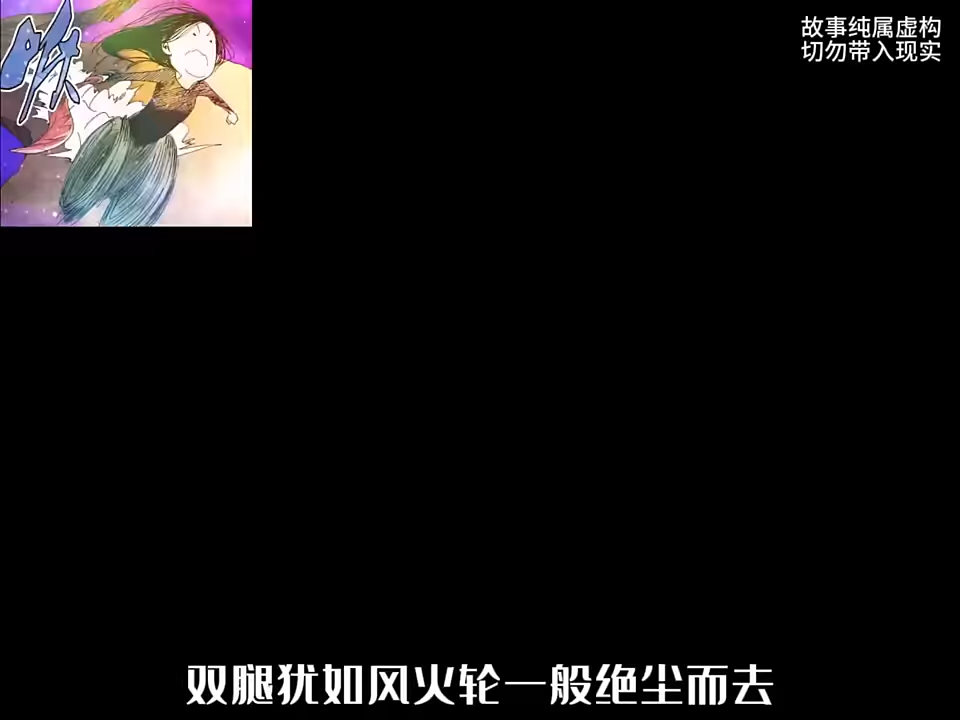 故事纯属虚构
切勿带入现实
双腿犹如风火轮一般绝尘而去